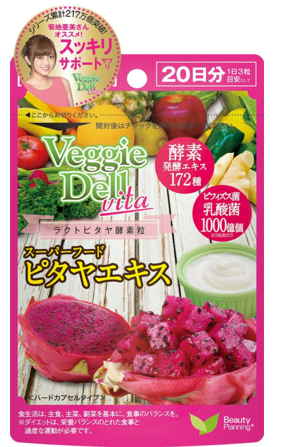 シリーズ累計217万個応援!
菊地亜美さん
オススメ!
スッキリ
サポートサプリ
Veggie
Deli
20日分
1日3粒
目安として
ここからお切りください。
開封後はチャックを
Veggie
Deli
vita
ラクトピタヤ酵素粒
酵素
発酵エキス
172種
ビフィズス菌
乳酸菌
1000億個
スーパーフード
ピタヤエキス
<ハードカプセルタイプ>
食生活は、主食、主菜、副菜を基本に、食事のバランスを。
※ダイエットは、栄養バランスのとれた食事と
適度な運動が必要です。
Beauty
Planning